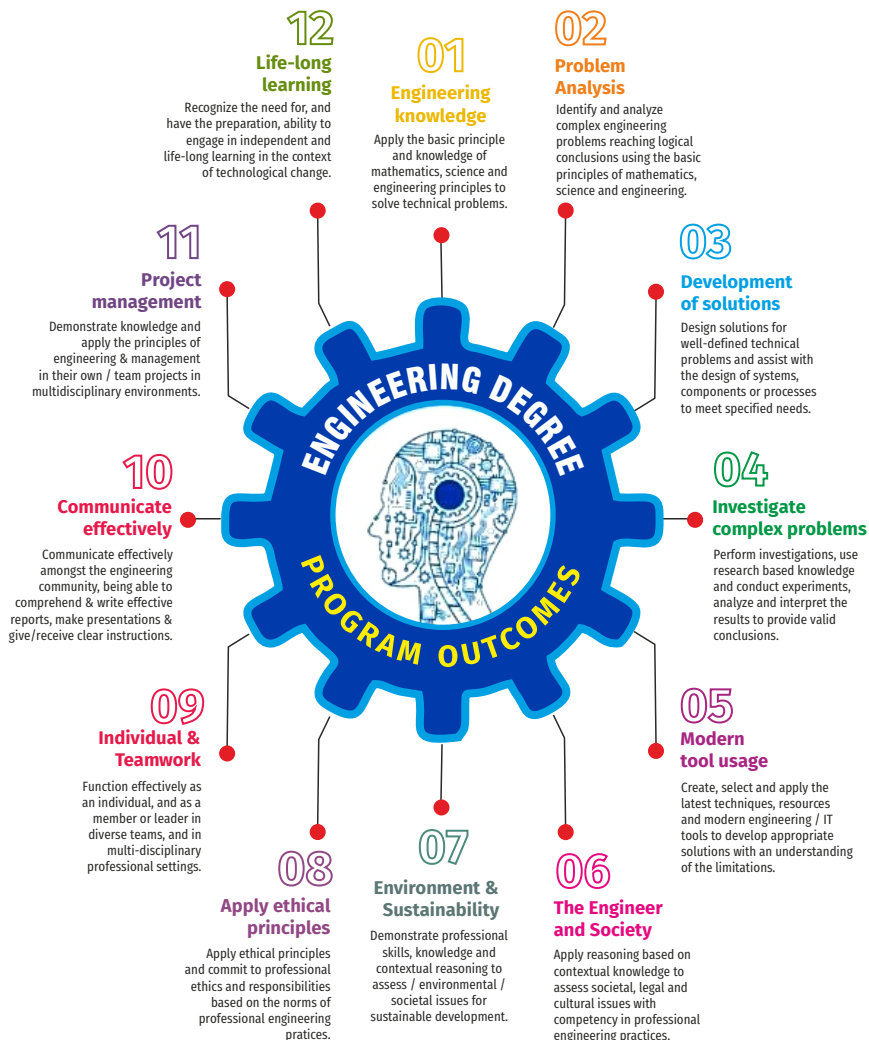 ENGINEERING DEGREE
PROGRAM OUTCOMES
01
Engineering
knowledge
Apply the basic principle
and knowledge of
mathematics, science and
engineering principles to
solve technical problems.
02
Problem
Analysis
Identify and analyze
complex engineering
problems reaching logical
conclusions using the basic
principles of mathematics,
science and engineering.
03
Development
of solutions
Design solutions for
well-defined technical
problems and assist with
the design of systems,
components or processes
to meet specified needs.
04
Investigate
complex problems
Perform investigations, use
research based knowledge
and conduct experiments,
analyze and interpret the
results to provide valid
conclusions.
05
Modern
tool usage
Create, select and apply the
latest techniques, resources
and modern engineering / IT
tools to develop appropriate
solutions with an understanding
of the limitations.
06
The Engineer
and Society
Apply reasoning based on
contextual knowledge to
assess societal, legal and
cultural issues with
competency in professional
engineering practices.
07
Environment &
Sustainability
Demonstrate professional
skills, knowledge and
contextual reasoning to
assess / environmental /
societal issues for
sustainable development.
08
Apply ethical
principles
Apply ethical principles
and commit to professional
ethics and responsibilities
based on the norms of
professional engineering
pratices.
09
Individual &
Teamwork
Function effectively as
an individual, and as a
member or leader in
diverse teams, and in
multi-disciplinary
professional settings.
10
Communicate
effectively
Communicate effectively
amongst the engineering
community, being able to
comprehend & write effective
reports, make presentations &
give/receive clear instructions.
11
Project
management
Demonstrate knowledge and
apply the principles of
engineering & management
in their own / team projects in
multidisciplinary environments.
12
Life-long
learning
Recognize the need for, and
have the preparation, ability to
engage in independent and
life-long learning in the context
of technological change.